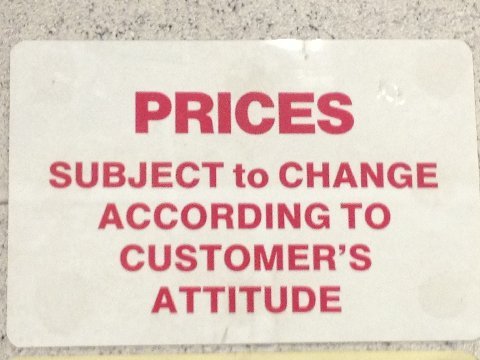 PRICES
SUBJECT to CHANGE
ACCORDING TO
CUSTOMER'S
ATTITUDE